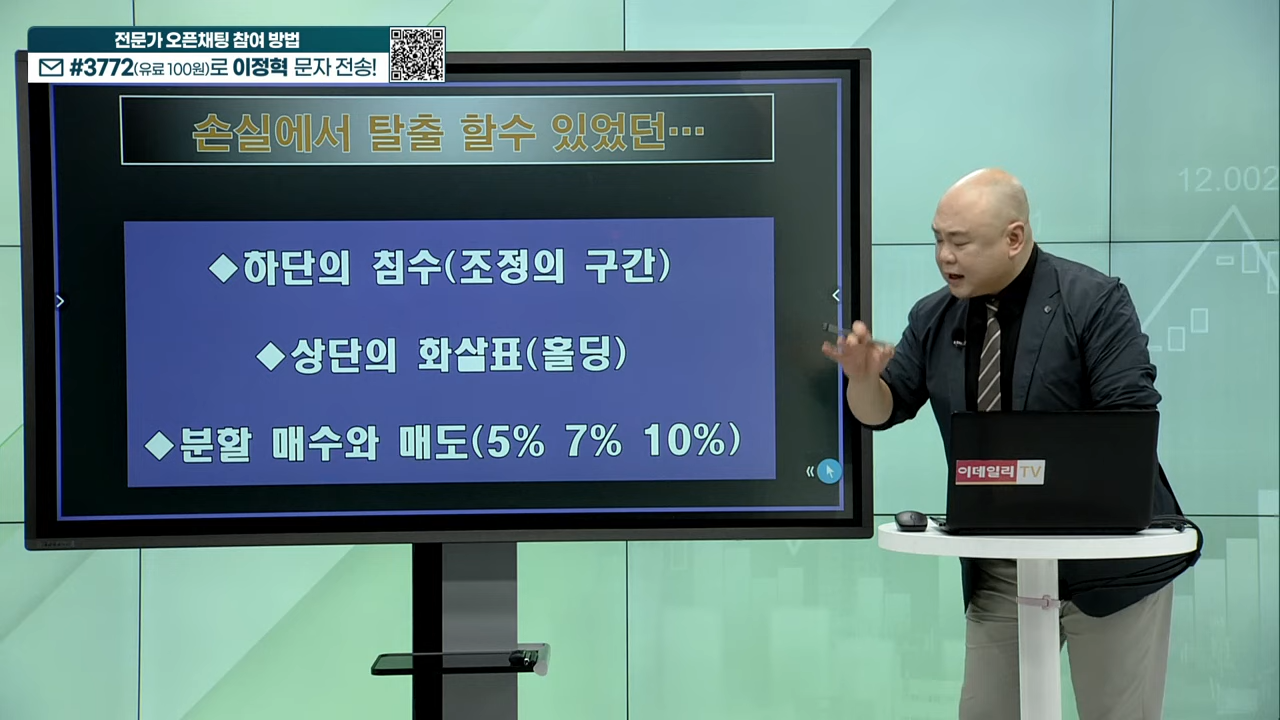 전문가 오픈채팅 참여 방법
#3772(유료 100원)로 이정혁 문자 전송!
손실에서 탈출 할수 있었던…
◆하단의 침수(조정의 구간)
◆상단의 화살표(홀딩)
◆분할 매수와 매도(5% 7% 10%)
12.002
이데일리TV